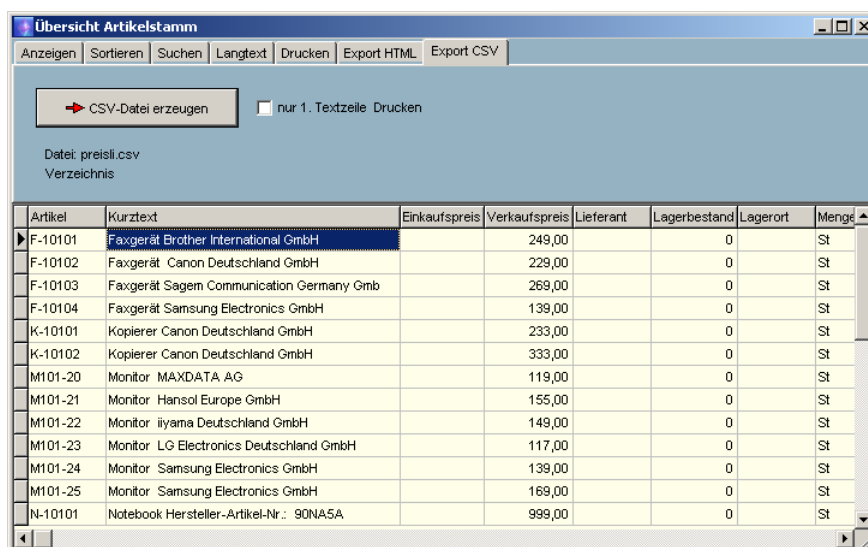 Übersicht Artikelstamm
Anzeigen Sortieren Suchen Langtext Drucken Export HTML Export CSV
CSV-Datei erzeugen nur 1. Textzeile Drucken
Datei: preisli.csv
Verzeichnis
Artikel Kurztext Einkaufspreis Verkaufspreis Lieferant Lagerbestand Lagerort Menge
F-10101 Faxgerät Brother International GmbH 249,00 0 St
F-10102 Faxgerät Canon Deutschland GmbH 229,00 0 St
F-10103 Faxgerät Sagem Communication Germany Gmb 269,00 0 St
F-10104 Faxgerät Samsung Electronics GmbH 139,00 0 St
K-10101 Kopierer Canon Deutschland GmbH 233,00 0 St
K-10102 Kopierer Canon Deutschland GmbH 333,00 0 St
M101-20 Monitor MAXDATA AG 119,00 0 St
M101-21 Monitor Hansol Europe GmbH 155,00 0 St
M101-22 Monitor iiyama Deutschland GmbH 149,00 0 St
M101-23 Monitor LG Electronics Deutschland GmbH 117,00 0 St
M101-24 Monitor Samsung Electronics GmbH 139,00 0 St
M101-25 Monitor Samsung Electronics GmbH 169,00 0 St
N-10101 Notebook Hersteller-Artikel-Nr.: 90NA5A 999,00 0 St